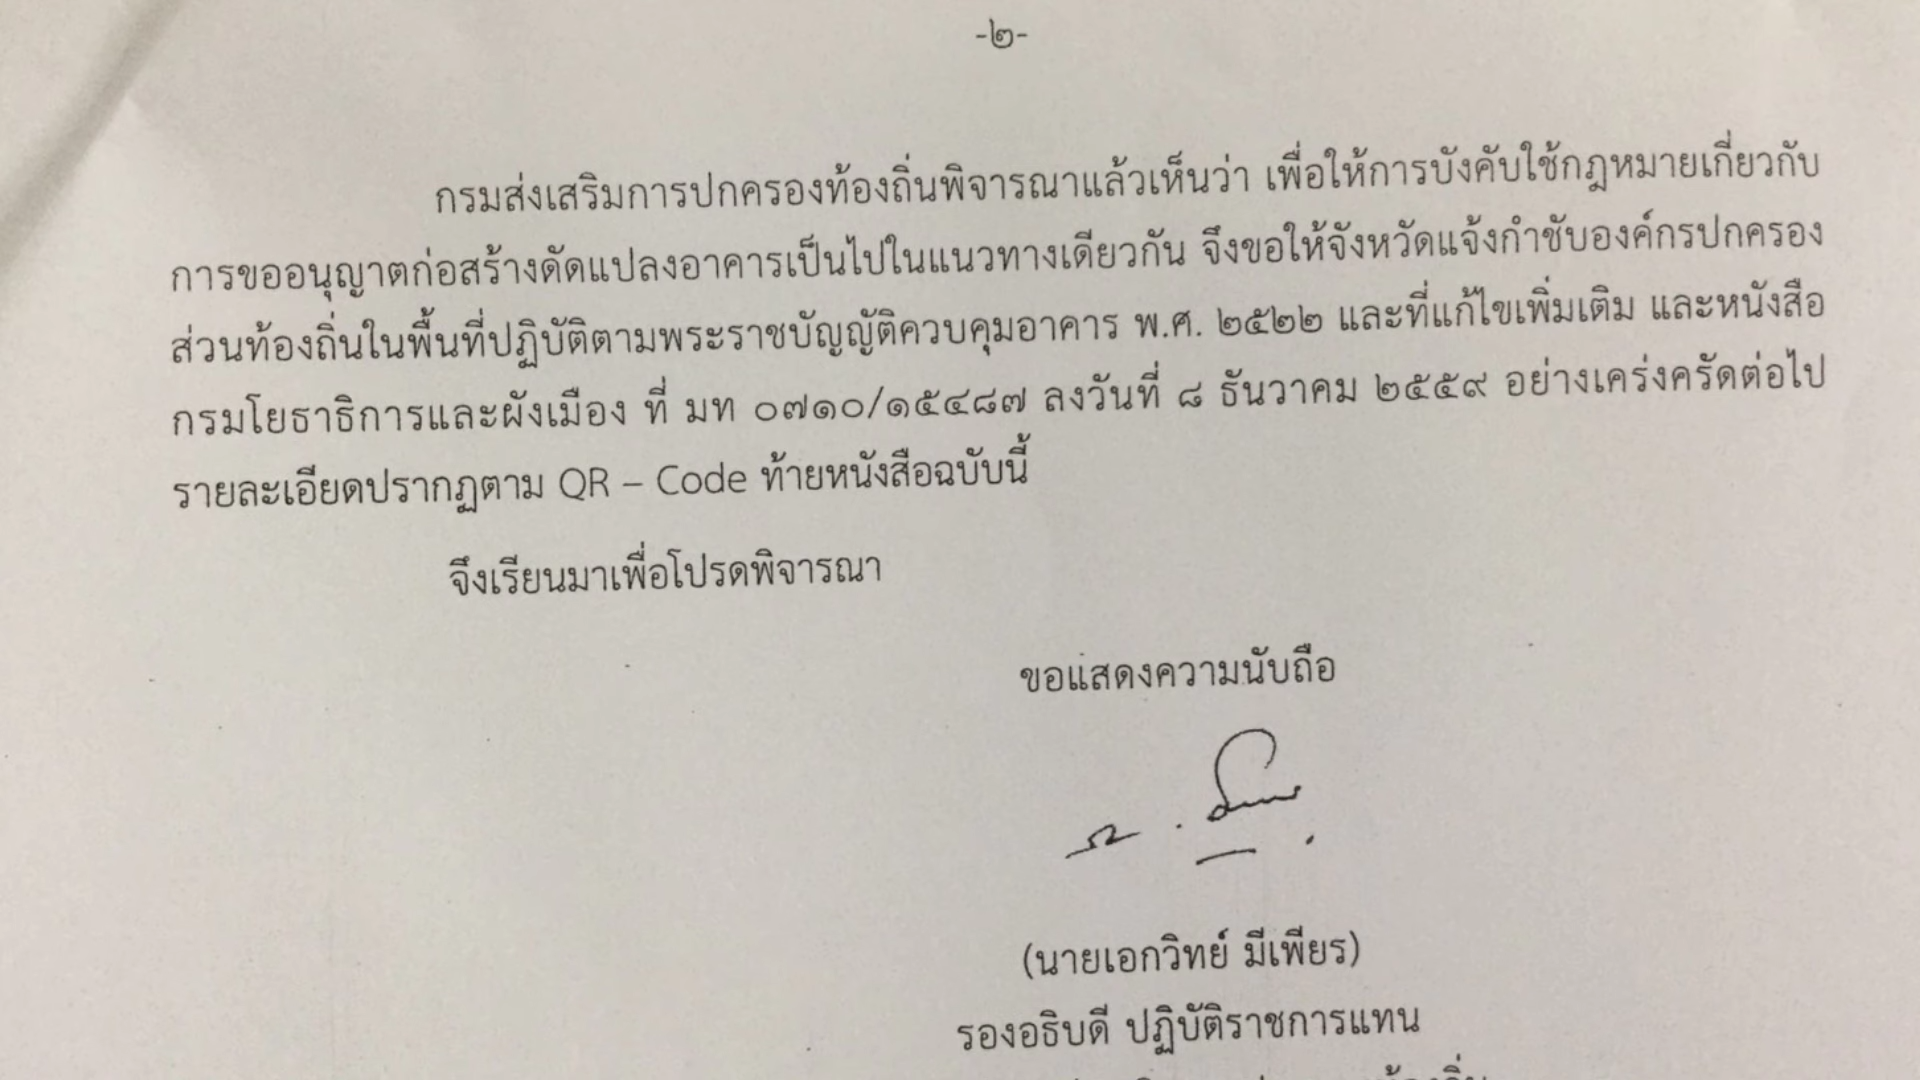 -๒-
กรมส่งเสริมการปกครองท้องถิ่นพิจารณาแล้วเห็นว่า เพื่อให้การบังคับใช้กฎหมายเกี่ยวกับ
การขออนุญาตก่อสร้างดัดแปลงอาคารเป็นไปในแนวทางเดียวกัน จึงขอให้จังหวัดแจ้งกำชับองค์กรปกครอง
ส่วนท้องถิ่นในพื้นที่ปฏิบัติตามพระราชบัญญัติควบคุมอาคาร พ.ศ. ๒๕๒๒ และที่แก้ไขเพิ่มเติม และหนังสือ
กรมโยธาธิการและผังเมือง ที่ มท ๐๗๑๐/๑๕๔๘๗ ลงวันที่ ๘ ธันวาคม ๒๕๕๙ อย่างเคร่งครัดต่อไป
รายละเอียดปรากฏตาม QR – Code ท้ายหนังสือฉบับนี้
จึงเรียนมาเพื่อโปรดพิจารณา
ขอแสดงความนับถือ
(นายเอกวิทย์ มีเพียร)
รองอธิบดี ปฏิบัติราชการแทน